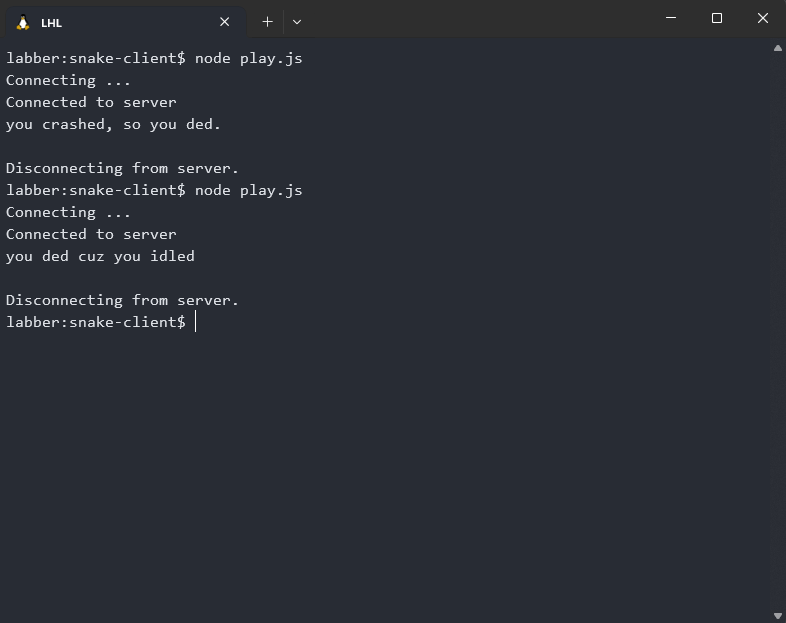 LHL
labber:snake-client$ node play.js
Connecting ...
Connected to server
you crashed, so you ded.
Disconnecting from server.
labber:snake-client$ node play.js
Connecting ...
Connected to server
you ded cuz you idled
Disconnecting from server.
labber:snake-client$